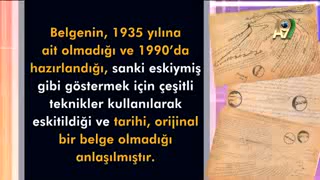 Belgenin, 1935 yılına
ait olmadığı ve 1990’da
hazırlandığı, sanki eskiymiş
gibi göstermek için çeşitli
teknikler kullanılarak
eskitildiği ve tarihi, orijinal
bir belge olmadığı
anlaşılmıştır.
A9